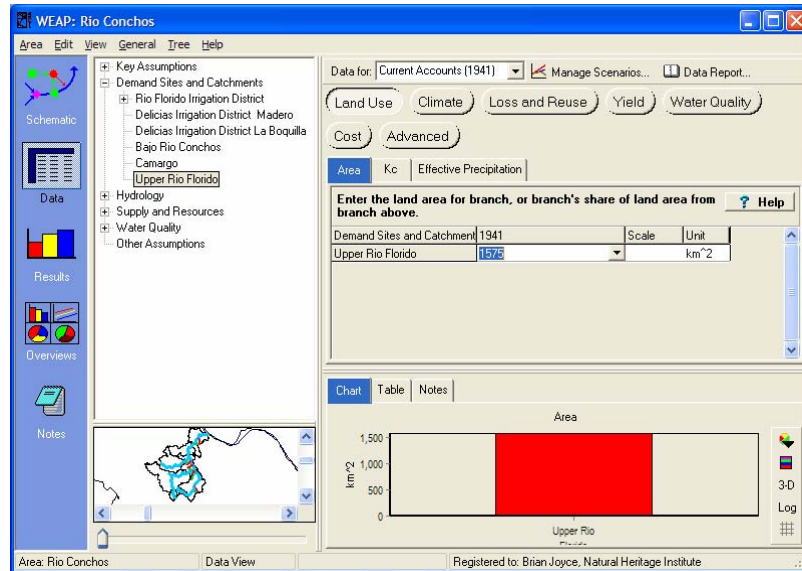 WEAP: Rio Conchos
Area Edit View General Tree Help
Schematic
Data
Results
Overviews
Notes
Key Assumptions
Demand Sites and Catchments
Rio Florido Irrigation District
Delicias Irrigation District Madero
Delicias Irrigation District La Boquilla
Bajo Rio Conchos
Camargo
Upper Rio Florido
Hydrology
Supply and Resources
Water Quality
Other Assumptions
Data for: Current Accounts (1941) Manage Scenarios... Data Report...
Land Use Climate Loss and Reuse Yield Water Quality
Cost Advanced
Area Kc Effective Precipitation
Enter the land area for branch, or branch's share of land area from
branch above.
? Help
Demand Sites and Catchment 1941 Scale Unit
Upper Rio Florido 1575 km^2
Chart Table Notes
Area
km^2
1,500
1,000
500
0
Upper Rio
3-D
Log
Area: Rio Conchos Data View Registered to: Brian Joyce, Natural Heritage Institute